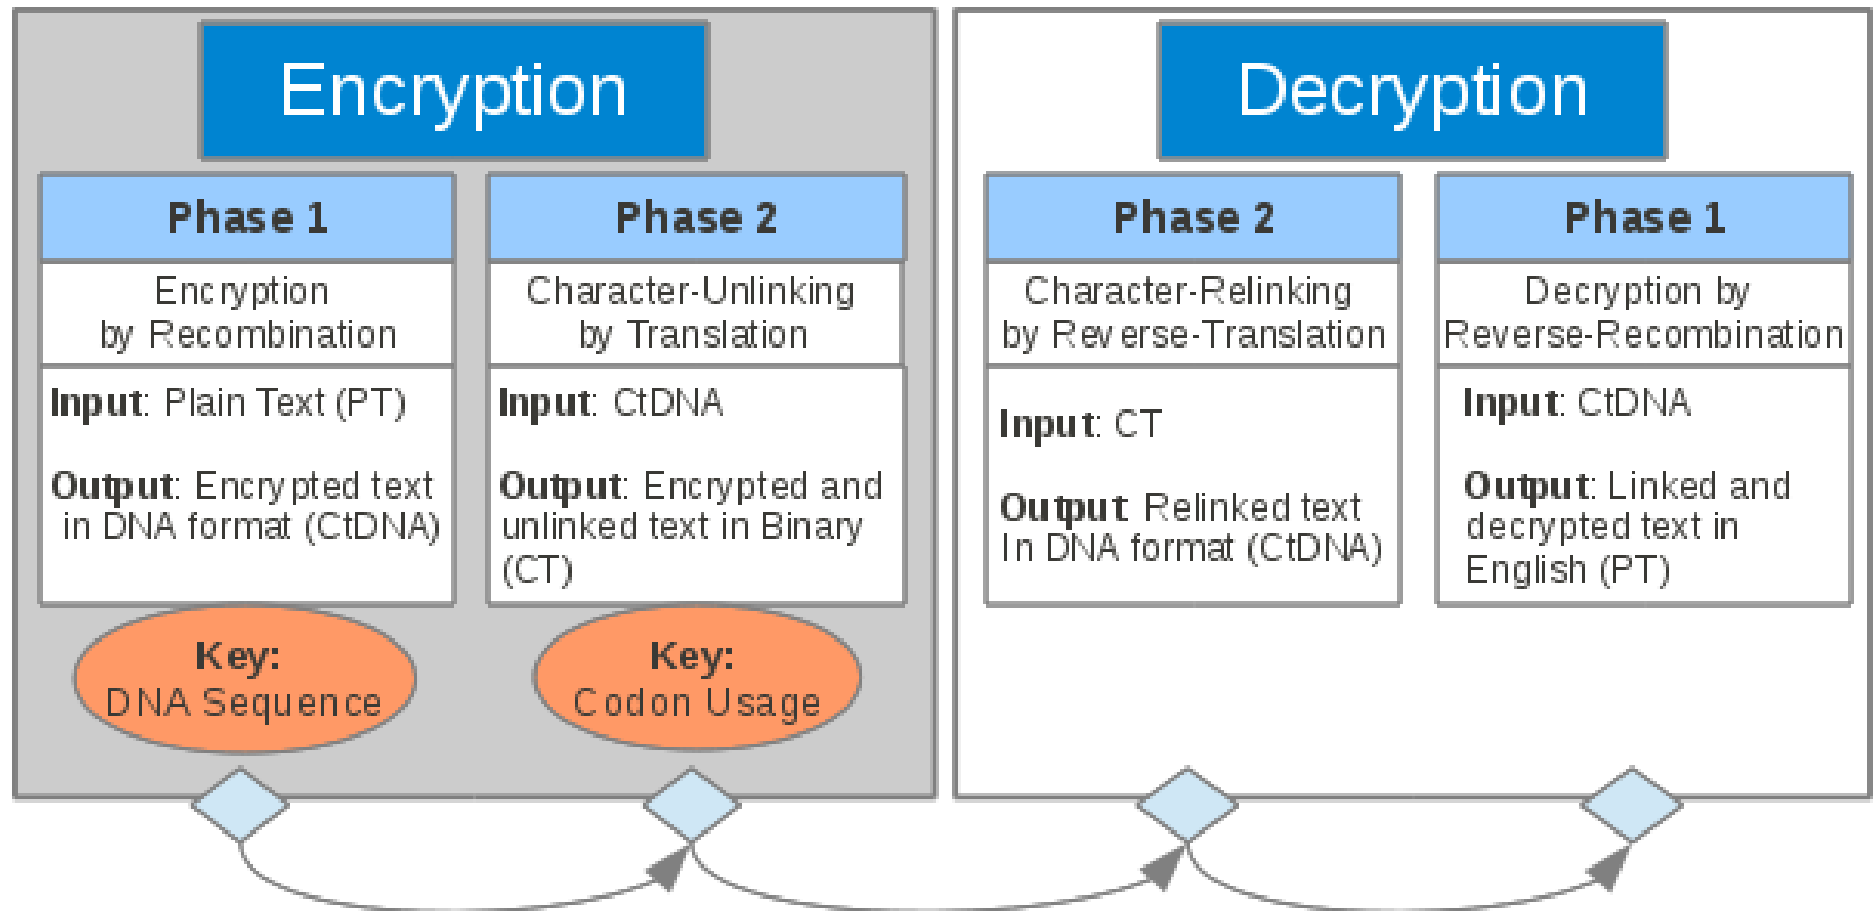 Encryption
Phase 1
Encryption
by Recombination
Input: Plain Text (PT)
Output: Encrypted text
in DNA format (CtDNA)
Key:
DNA Sequence
Phase 2
Character-Unlinking
by Translation
Input: CtDNA
Output: Encrypted and
unlinked text in Binary
(CT)
Key:
Codon Usage
Decryption
Phase 2
Character-Relinking
by Reverse-Translation
Input: CT
Output: Relinked text
In DNA format (CtDNA)
Phase 1
Decryption by
Reverse-Recombination
Input: CtDNA
Output: Linked and
decrypted text in
English (PT)